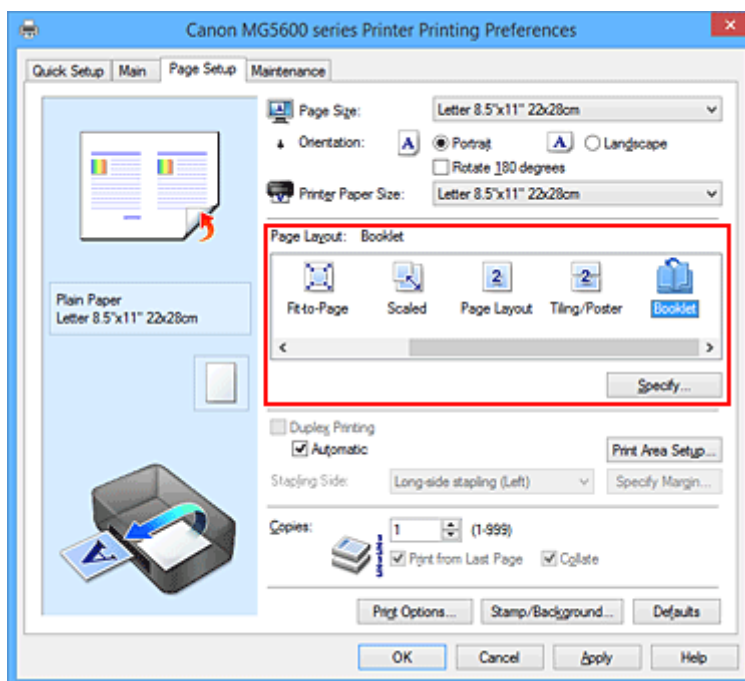 Canon MG5600 series Printer Printing Preferences
Quick Setup Main Page Setup Maintenance
Page Size: Letter 8.5"x11" 22x28cm
Orientation: A Portrait A Landscape
Rotate 180 degrees
Printer Paper Size: Letter 8.5"x11" 22x28cm
Page Layout: Booklet
Fit-to-Page Scaled Page Layout Tiling/Poster Booklet
Specify...
Plain Paper
Letter 8.5"x11" 22x28cm
Duplex Printing
Automatic Print Area Setup...
Stapling Side: Long-side stapling (Left) Specify Margin...
Copies: 1 (1-999)
Print from Last Page Collate
Print Options... Stamp/Background... Defaults
OK Cancel Apply Help